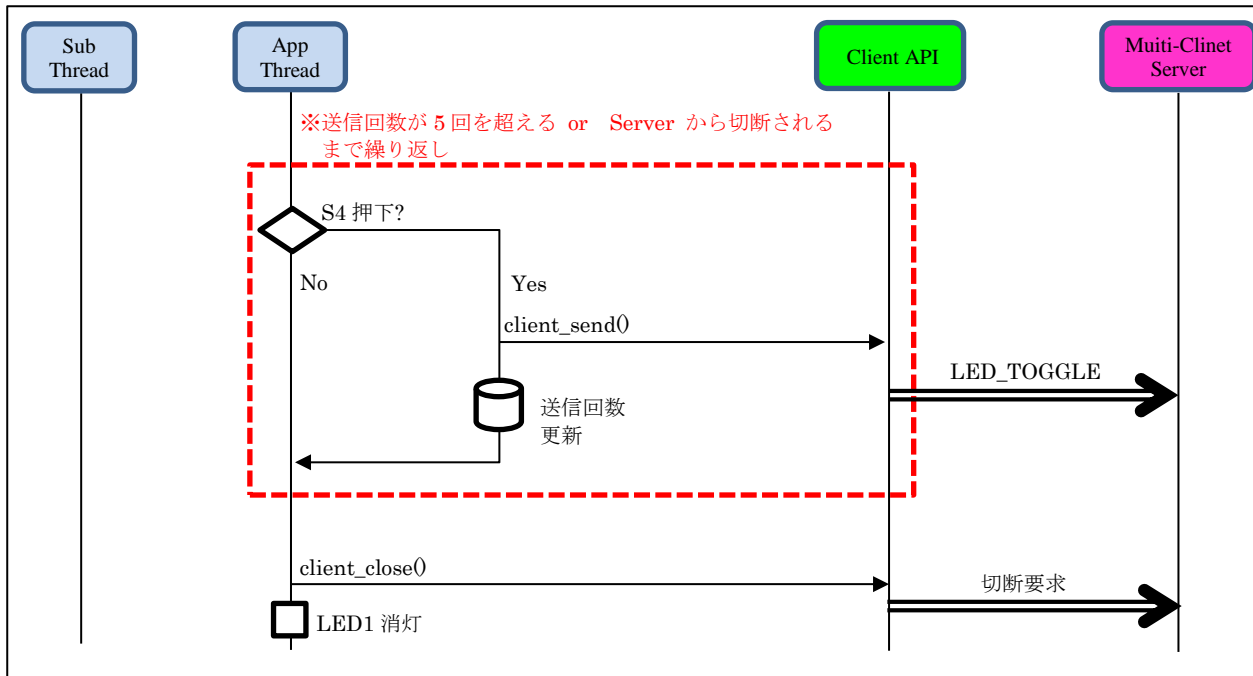 Sub
Thread
App
Thread
Client API
Muiti-Clinet
Server
※送信回数が 5 回を超える or Server から切断される
まで繰り返し
S4 押下?
No
Yes
client_send()
LED_TOGGLE
送信回数
更新
client_close()
切断要求
LED1 消灯